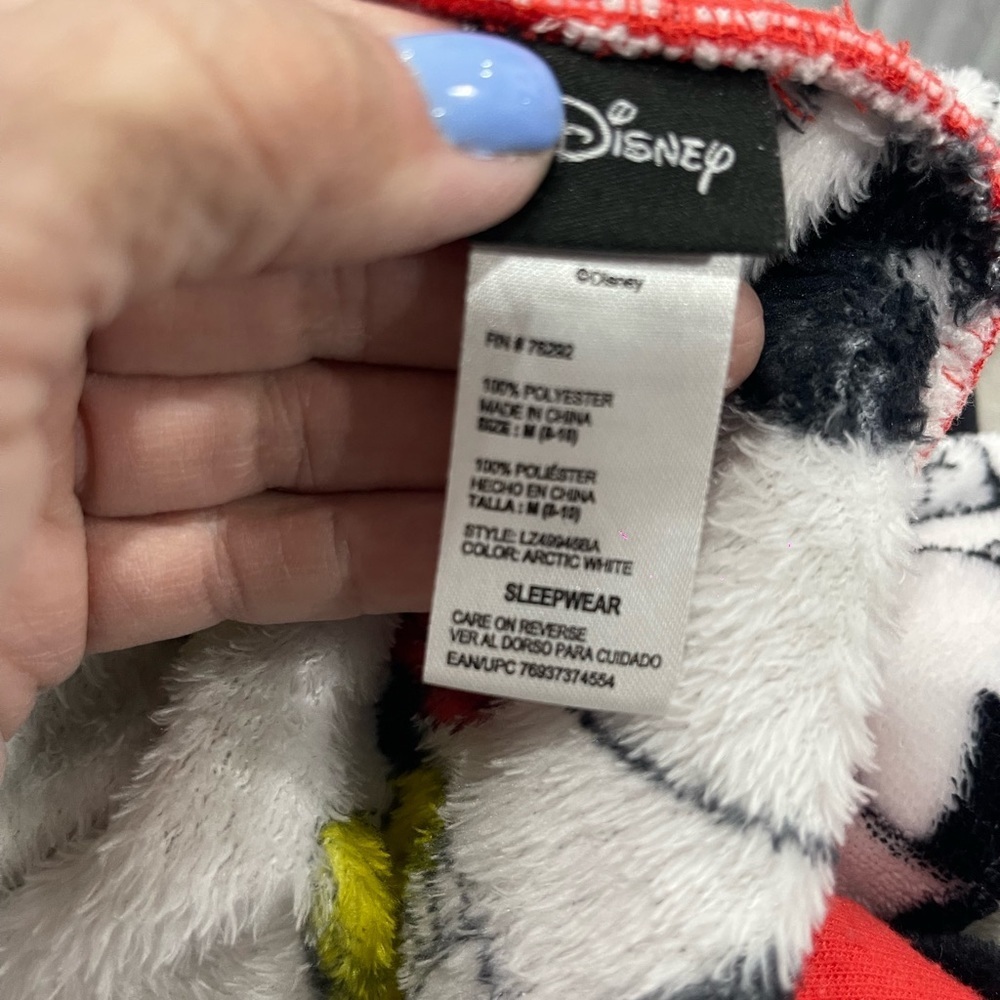 Disney
©Disney
RN # 76292
100% POLYESTER
MADE IN CHINA
SIZE : M (8-10)
100% POLIÉSTER
HECHO EN CHINA
TALLA : M (8-10)
STYLE: LZ49946BA
COLOR: ARCTIC WHITE
SLEEPWEAR
CARE ON REVERSE
VER AL DORSO PARA CUIDADO
EAN/UPC 76937374554